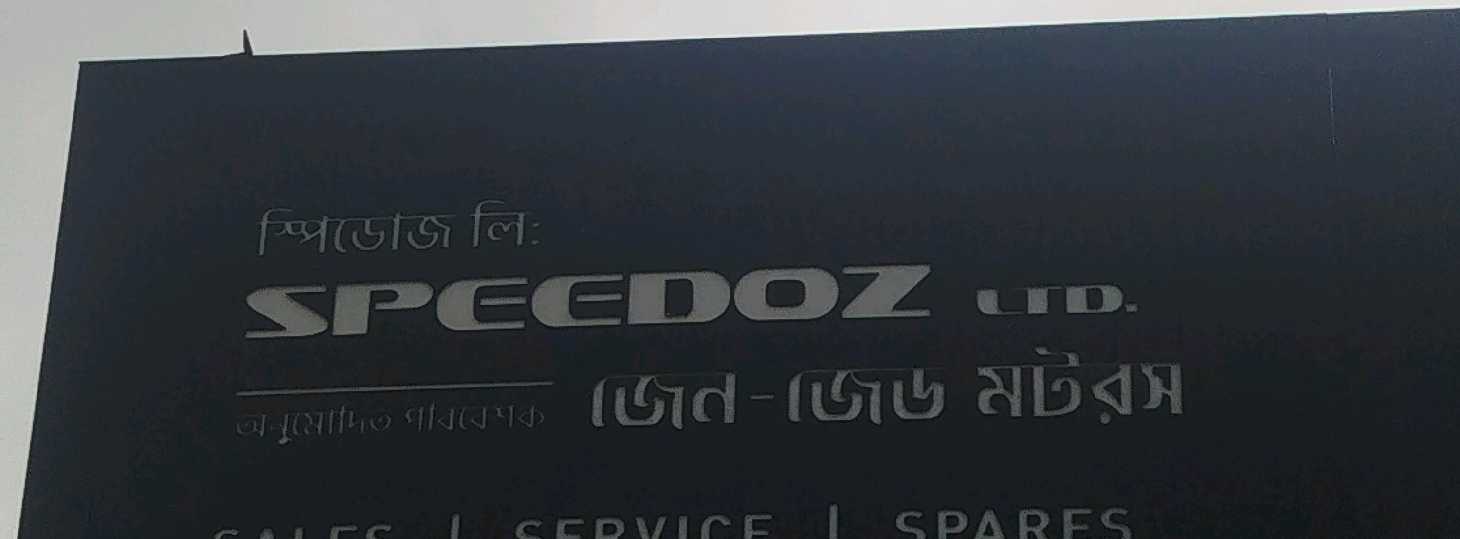 স্পিডোজ লি:
SPEEDOZ LTD.
অনুমোদিত পরিবেশক জেন-জেড মটরস
SALES | SERVICE | SPARES